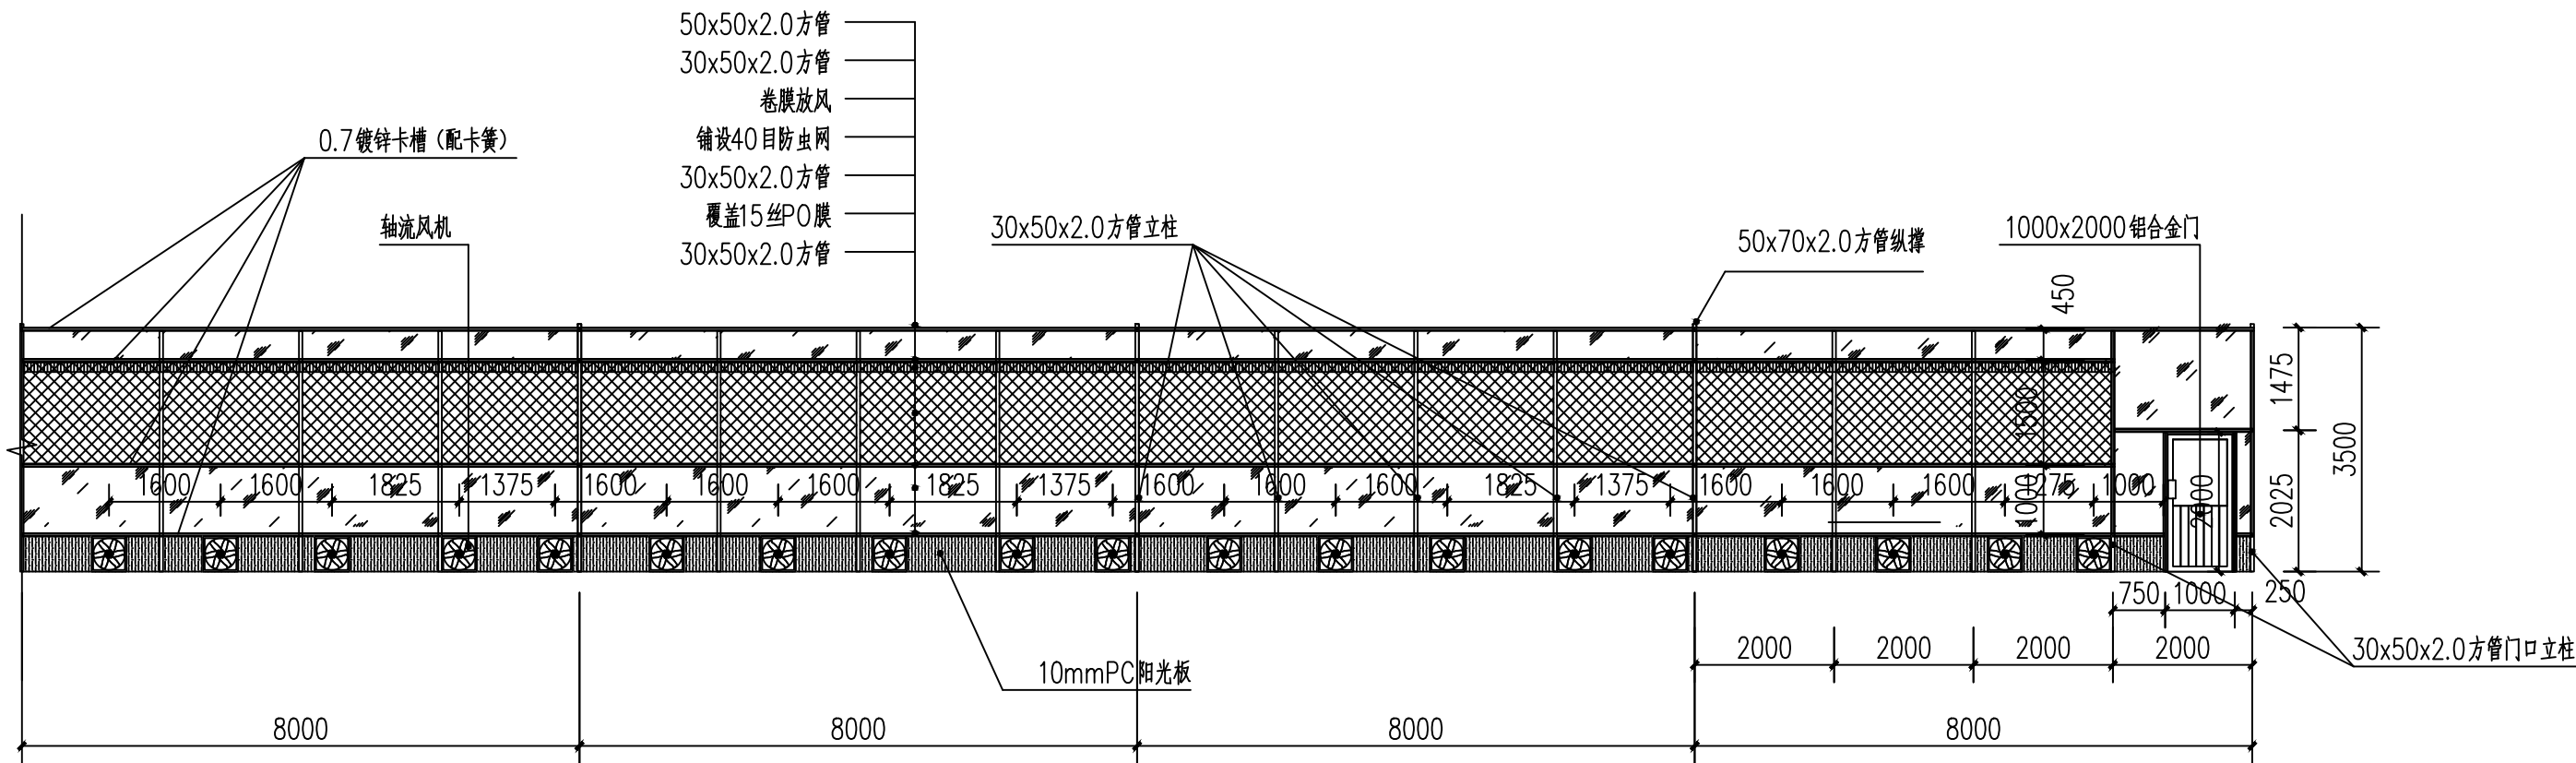 50x50x2.0方管
30x50x2.0方管
卷膜放风
铺设40目防虫网
30x50x2.0方管
覆盖15丝PO膜
30x50x2.0方管
0.7镀锌卡槽（配卡簧）
轴流风机
30x50x2.0方管立柱
50x70x2.0方管纵撑
1000x2000铝合金门
450
1500
1000
2000
1475
2025
3500
1600 1600 1825 1375 1600 1600 1600 1825 1375 1600 1600 1600 1825 1375 1600 1600 1600 1275 1000
750 1000 250
2000 2000 2000 2000
30x50x2.0方管门口立柱
10mmPC阳光板
8000 8000 8000 8000